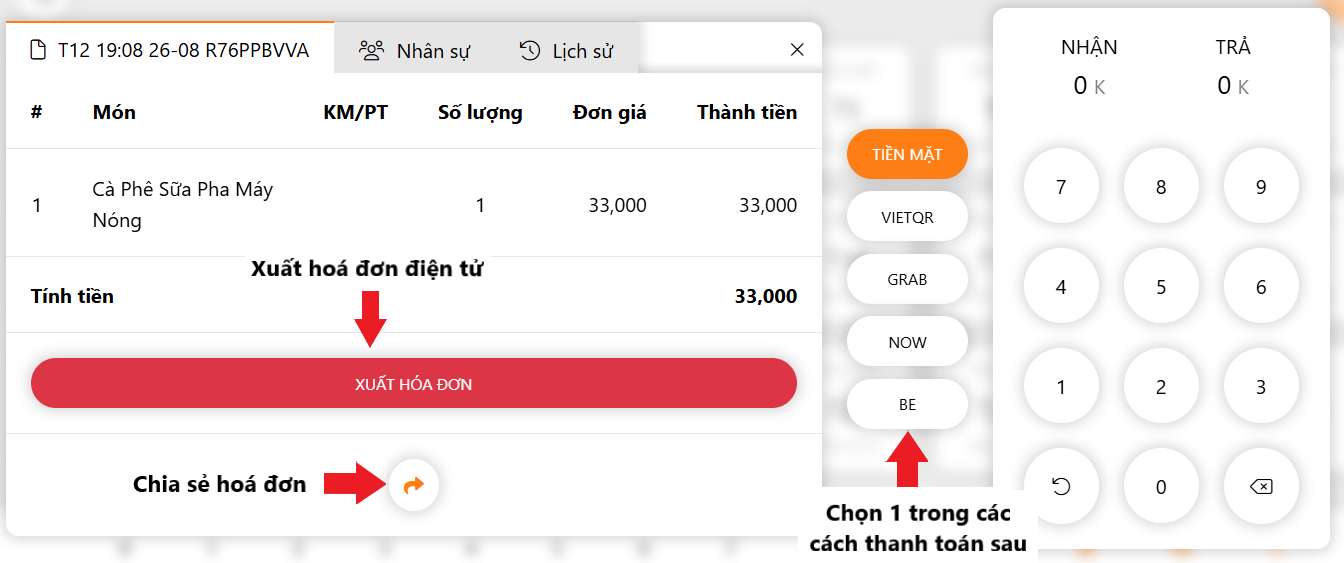 T12 19:08 26-08 R76PPBVVA
Nhân sự
Lịch sử
# Món KM/PT Số lượng Đơn giá Thành tiền
1 Cà Phê Sữa Pha Máy 1 33,000 33,000
Nóng
Xuất hoá đơn điện tử
Tính tiền 33,000
XUẤT HÓA ĐƠN
Chia sẻ hoá đơn
TIỀN MẶT
VIETQR
GRAB
NOW
BE
Chọn 1 trong các
cách thanh toán sau
NHẬN TRẢ
0 K 0 K
7 8 9
4 5 6
1 2 3
0